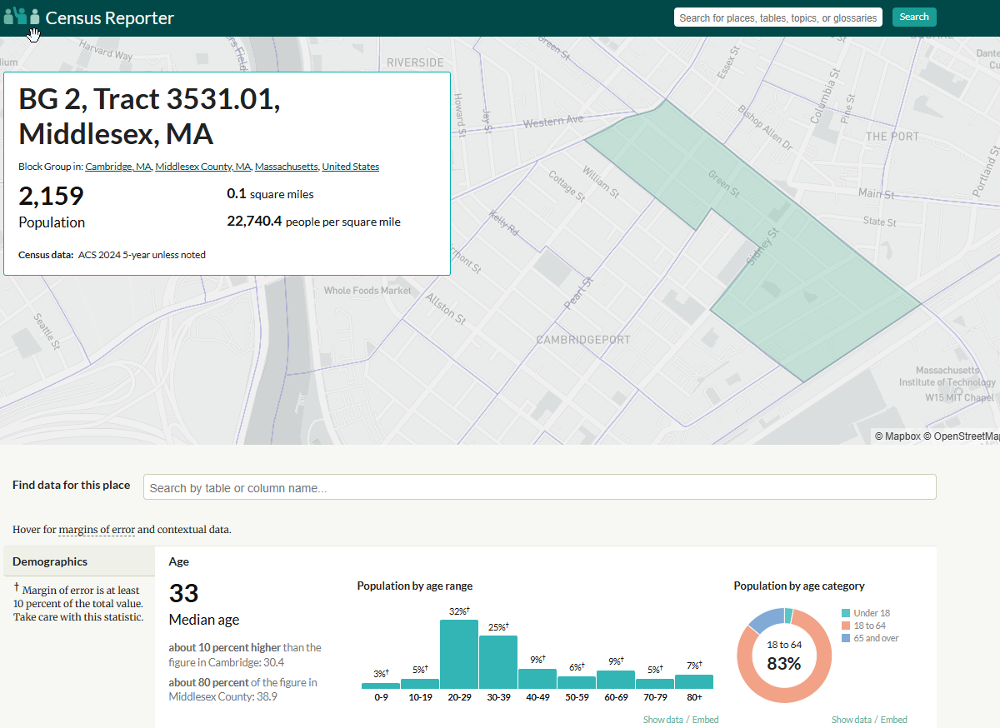 Census Reporter
Search for places, tables, topics, or glossaries
Search
BG 2, Tract 3531.01,
Middlesex, MA
Block Group in: Cambridge, MA, Middlesex County, MA, Massachusetts, United States
2,159
Population
0.1 square miles
22,740.4 people per square mile
Census data: ACS 2024 5-year unless noted
Harvard Way
RIVERSIDE
Green St
Essex St
Columbia St
Pine St
Howard St
Jay St
Western Ave
Bishop Allen Dr
THE PORT
Portland St
William St
Cottage St
Green St
Main St
State St
Kelly Rd
Sidney St
Pearl St
Whole Foods Market
Allston St
Seattle St
CAMBRIDGEPORT
Massachusetts
Institute of Technology
W15 MIT Chapel
© Mapbox © OpenStreetMa
Find data for this place
Search by table or column name...
Hover for margins of error and contextual data.
Demographics
† Margin of error is at least
10 percent of the total value.
Take care with this statistic.
Age
33
Median age
about 10 percent higher than the
figure in Cambridge: 30.4
about 80 percent of the figure in
Middlesex County: 38.9
Population by age range
3%† 5%† 32%† 25%† 9%† 6%† 9%† 5%† 7%†
0-9 10-19 20-29 30-39 40-49 50-59 60-69 70-79 80+
Show data / Embed
Population by age category
18 to 64
83%
Under 18
18 to 64
65 and over
Show data / Embed